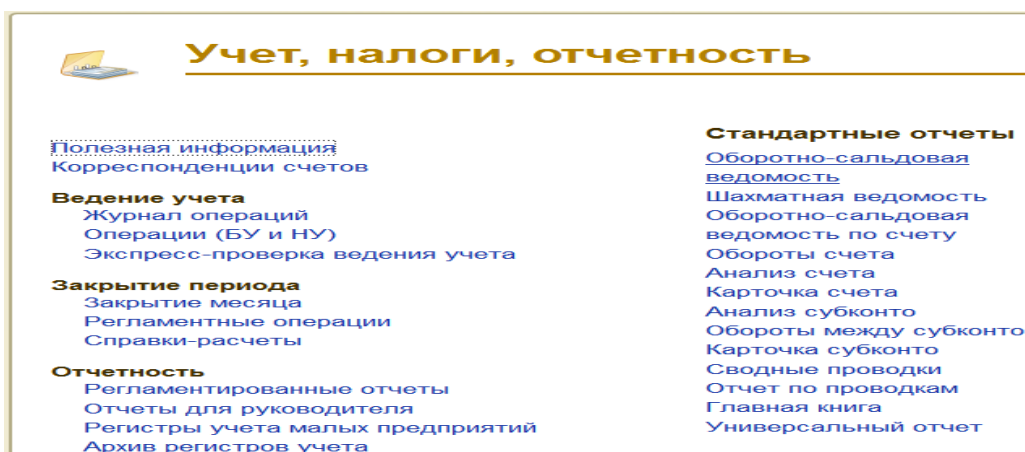 Учет, налоги, отчетность
Полезная информация
Корреспонденции счетов
Ведение учета
Журнал операций
Операции (БУ и НУ)
Экспресс-проверка ведения учета
Закрытие периода
Закрытие месяца
Регламентные операции
Справки-расчеты
Отчетность
Регламентированные отчеты
Отчеты для руководителя
Регистры учета малых предприятий
Архив регистров учета
Стандартные отчеты
Оборотно-сальдовая
ведомость
Шахматная ведомость
Оборотно-сальдовая
ведомость по счету
Обороты счета
Анализ счета
Карточка счета
Анализ субконто
Обороты между субконто
Карточка субконто
Сводные проводки
Отчет по проводкам
Главная книга
Универсальный отчет